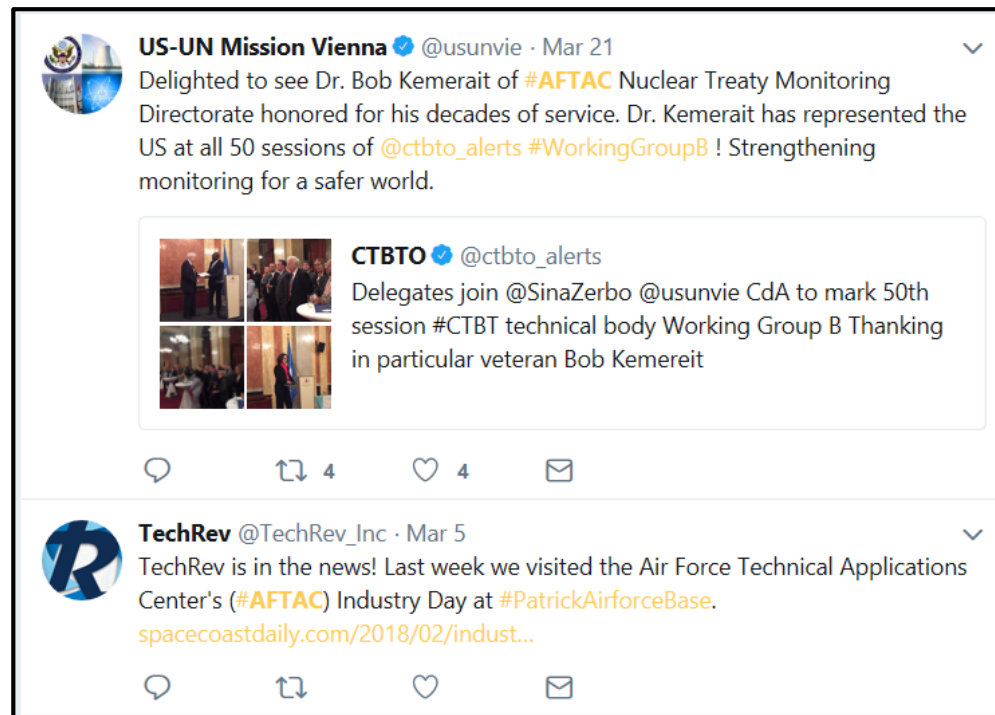 US-UN Mission Vienna @usunvie · Mar 21
Delighted to see Dr. Bob Kemerait of #AFTAC Nuclear Treaty Monitoring
Directorate honored for his decades of service. Dr. Kemerait has represented the
US at all 50 sessions of @ctbto_alerts #WorkingGroupB ! Strengthening
monitoring for a safer world.
CTBTO @ctbto_alerts
Delegates join @SinaZerbo @usunvie CdA to mark 50th
session #CTBT technical body Working Group B Thanking
in particular veteran Bob Kemereit
4 4
TechRev @TechRev_Inc · Mar 5
TechRev is in the news! Last week we visited the Air Force Technical Applications
Center's (#AFTAC) Industry Day at #PatrickAirforceBase.
spacecoastdaily.com/2018/02/indust...